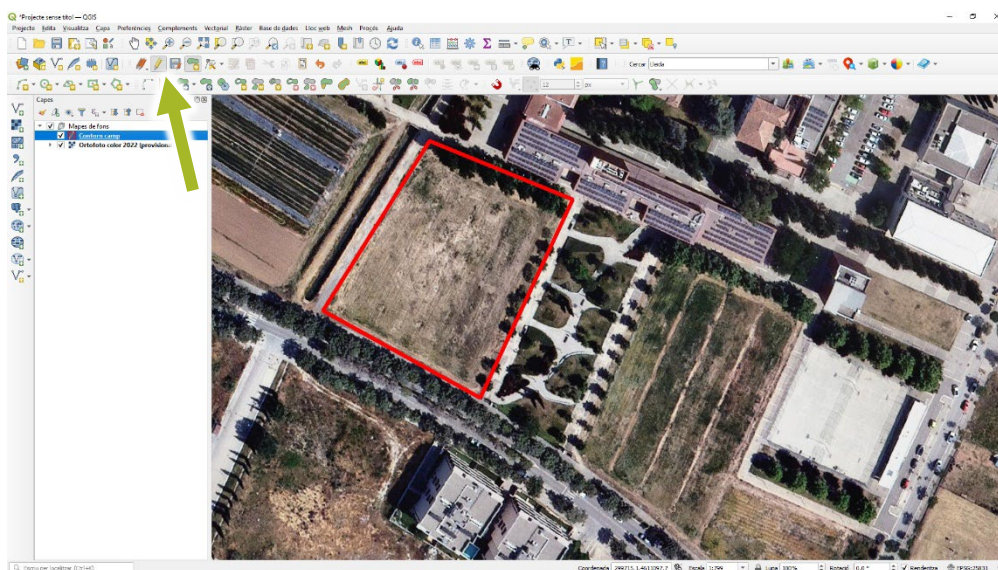 *Projecte sense títol — QGIS
Projecte Edita Visualitza Capa Preferències Complements Vectorial Ràster Base de dades Lloc web Mesh Procés Ajuda
Cercar Lleida
12 px
Capes
Mapes de fons
Contorn camp
Ortofoto color 2022 (provision
Coordenada Escala 1:799 Lupa 100% Rotació 0,0 ° Renderitza EPSG:25831